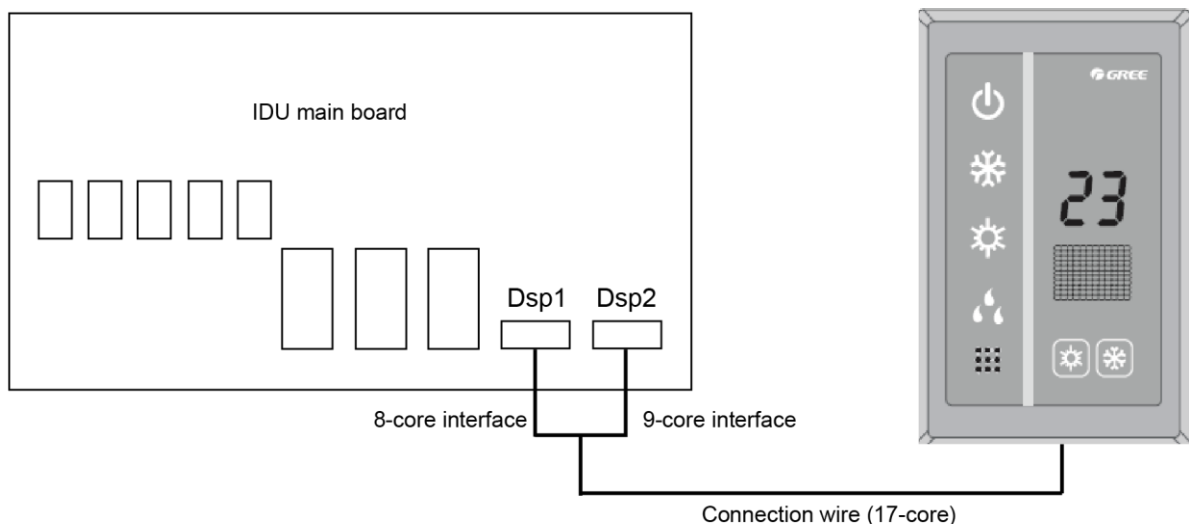 IDU main board
GREE
23
Dsp1 Dsp2
8-core interface 9-core interface
Connection wire (17-core)